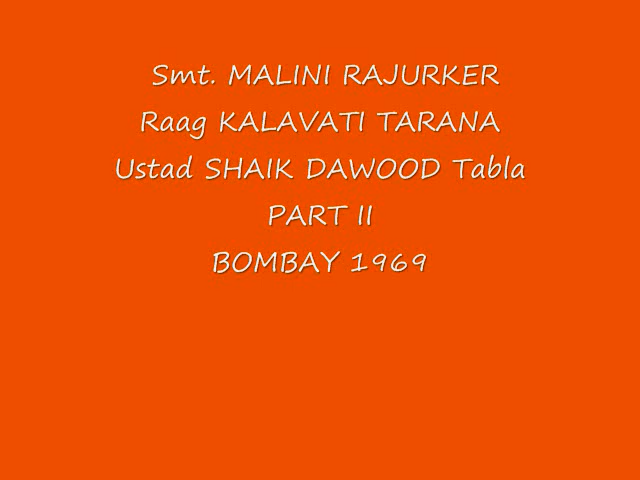 Smt. MALINI RAJURKER
Raag KALAVATI TARANA
Ustad SHAIK DAWOOD Tabla
PART II
BOMBAY 1969